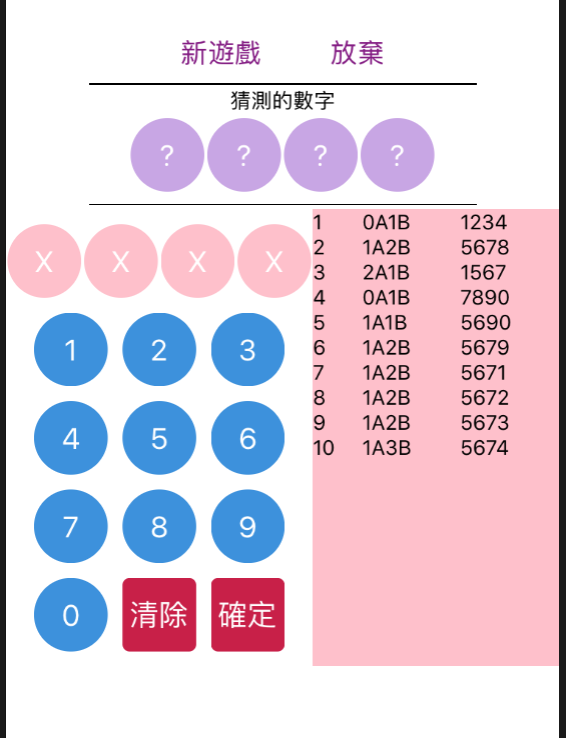 新遊戲 放棄
猜測的數字
? ? ? ?
X X X X
1 2 3
4 5 6
7 8 9
0 清除 確定
1 0A1B 1234
2 1A2B 5678
3 2A1B 1567
4 0A1B 7890
5 1A1B 5690
6 1A2B 5679
7 1A2B 5671
8 1A2B 5672
9 1A2B 5673
10 1A3B 5674